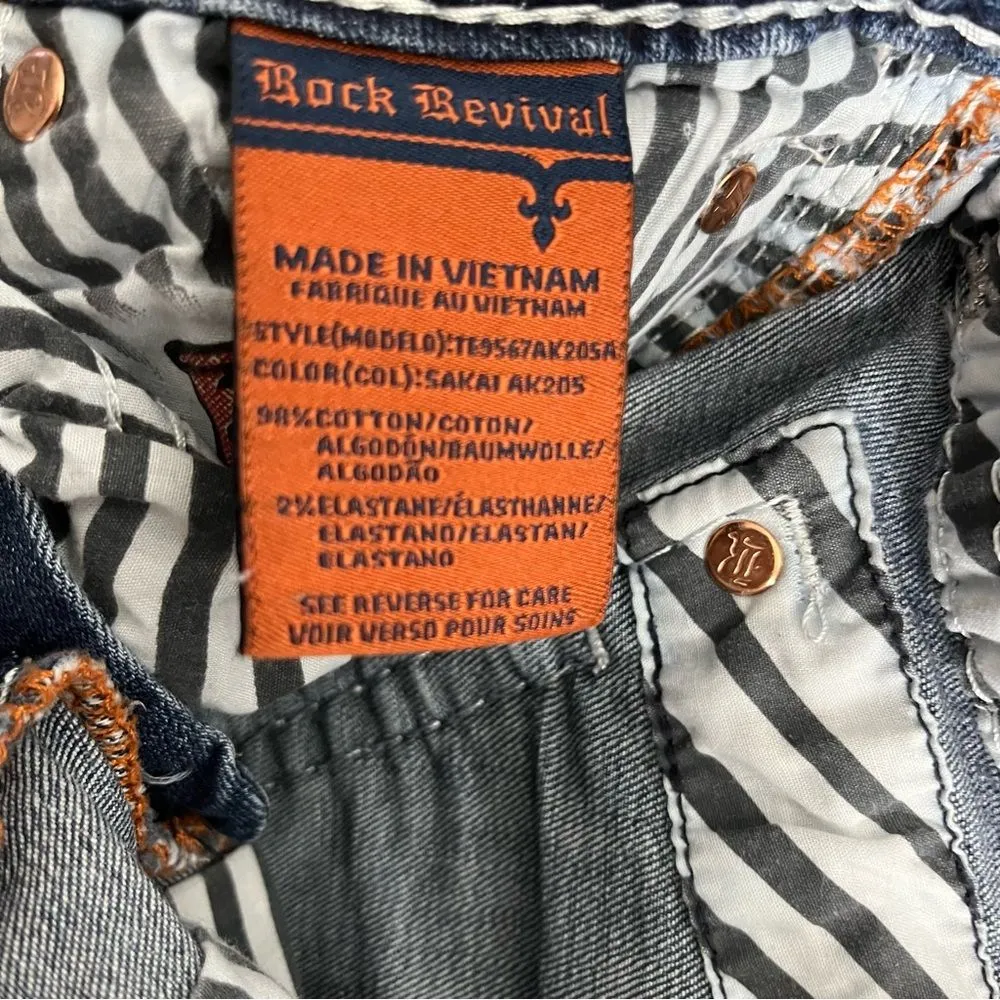 Rock Revival
MADE IN VIETNAM
FABRIQUE AU VIETNAM
STYLE(MODELO):TE9567AK205A
COLOR(COL):SAKAI AK205
98%COTTON/COTON/
ALGODÓN/BAUMWOLLE/
ALGODÃO
2%ELASTANE/ÉLASTHANNE/
ELASTANO/ELASTAN/
ELASTANO
SEE REVERSE FOR CARE
VOIR VERSO POUR SOINS